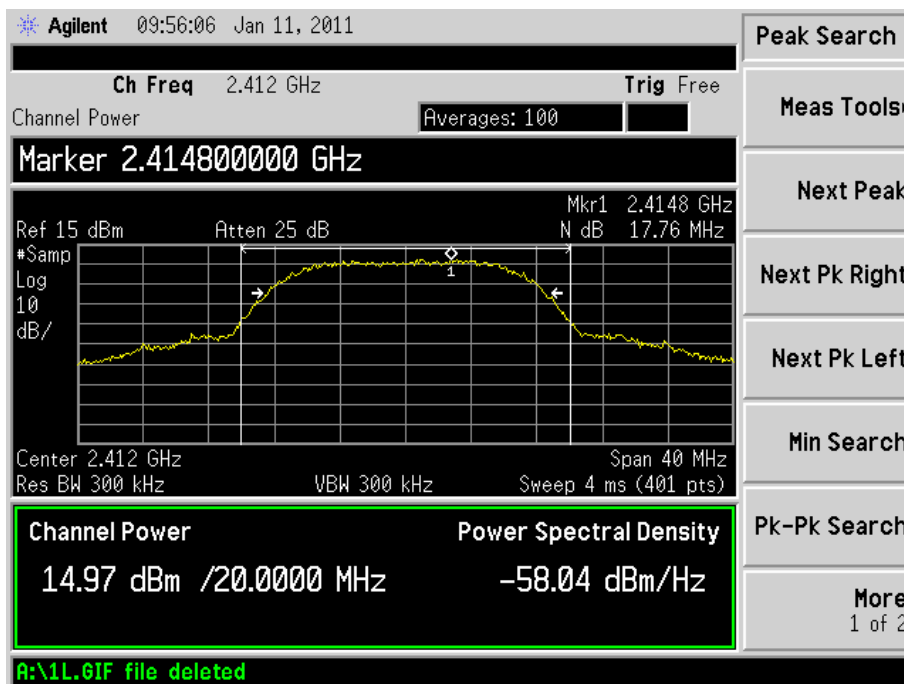 Agilent 09:56:06 Jan 11, 2011
Ch Freq 2.412 GHz Trig Free
Channel Power Averages: 100
Marker 2.414800000 GHz
Mkr1 2.4148 GHz
Ref 15 dBm Atten 25 dB N dB 17.76 MHz
#Samp
Log
10
dB/
1
Center 2.412 GHz Span 40 MHz
Res BW 300 kHz VBW 300 kHz Sweep 4 ms (401 pts)
Channel Power Power Spectral Density
14.97 dBm /20.0000 MHz -58.04 dBm/Hz
A:\1L.GIF file deleted
Peak Search
Meas Tools
Next Peak
Next Pk Right
Next Pk Left
Min Search
Pk-Pk Search
More
1 of 2